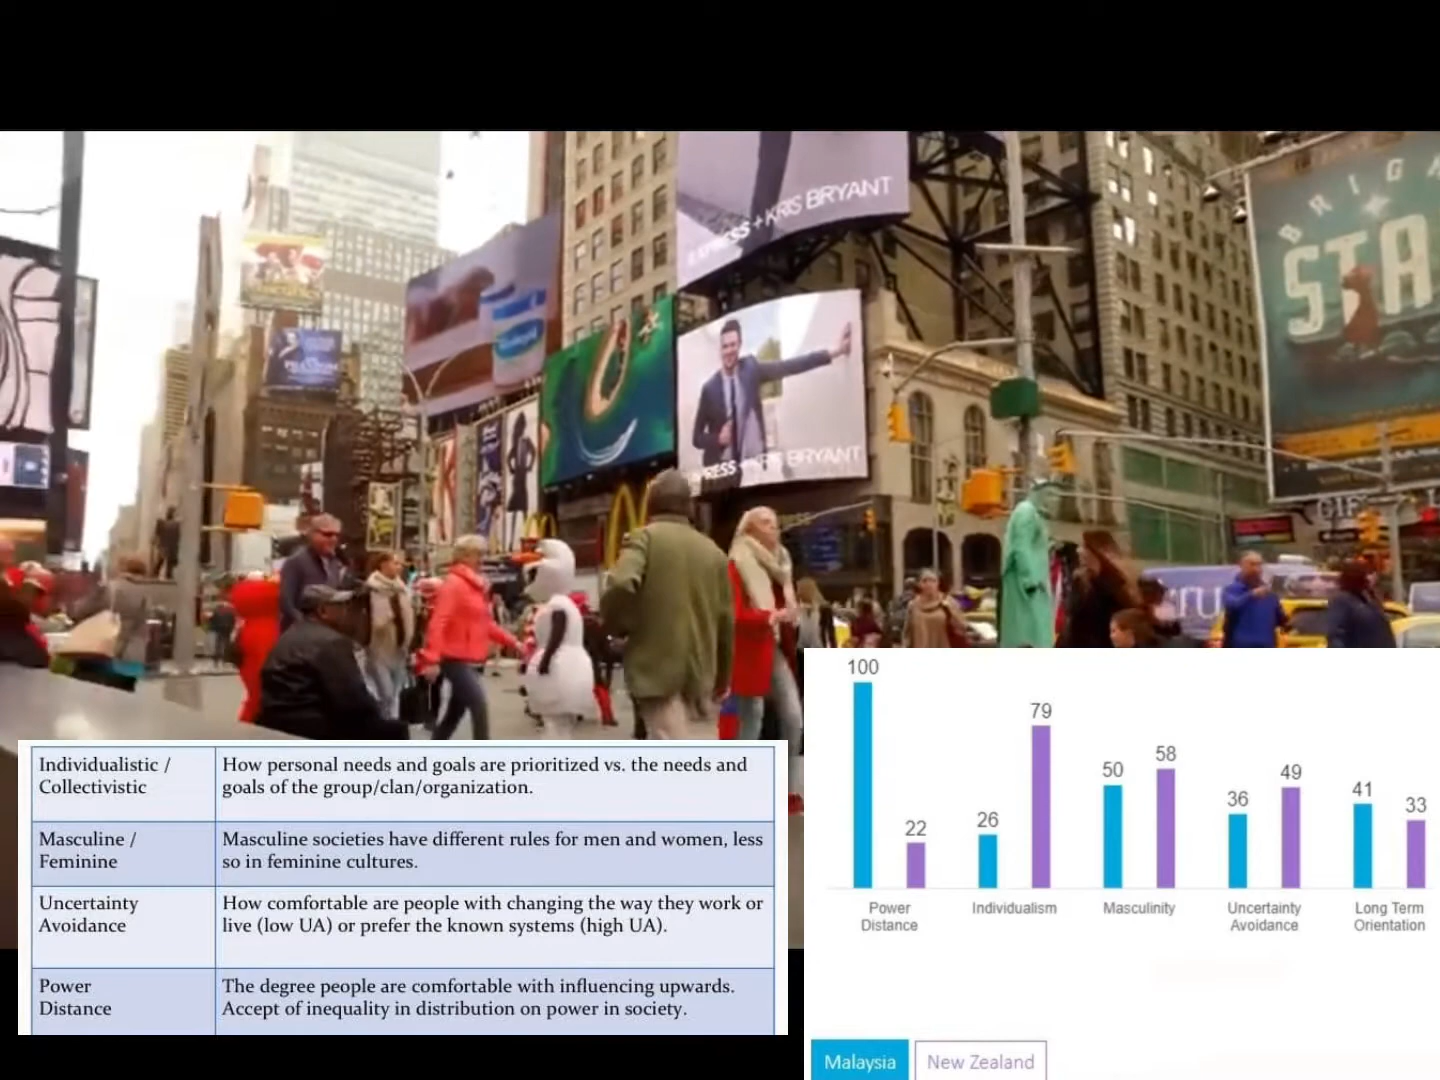 EXPRESS + KRIS BRYANT
BRIGA
STA
KRIS BRYANT
Individualistic /
Collectivistic
How personal needs and goals are prioritized vs. the needs and
goals of the group/clan/organization.
Masculine /
Feminine
Masculine societies have different rules for men and women, less
so in feminine cultures.
Uncertainty
Avoidance
How comfortable are people with changing the way they work or
live (low UA) or prefer the known systems (high UA).
Power
Distance
The degree people are comfortable with influencing upwards.
Accept of inequality in distribution on power in society.
100
22
26
79
50
58
36
49
41
33
Power
Distance
Individualism
Masculinity
Uncertainty
Avoidance
Long Term
Orientation
Malaysia
New Zealand